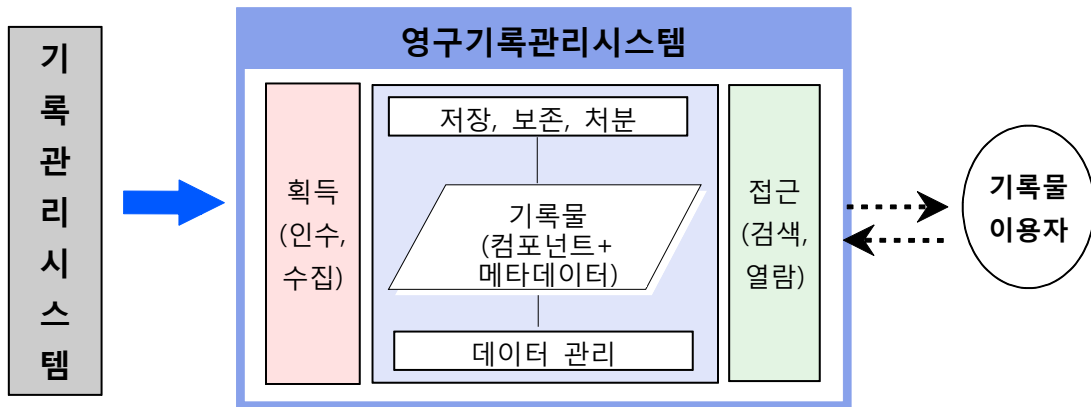 기
록
관
리
시
스
템
영구기록관리시스템
획득
(인수,
수집)
저장, 보존, 처분
기록물
(컴포넌트+
메타데이터)
데이터 관리
접근
(검색,
열람)
기록물
이용자